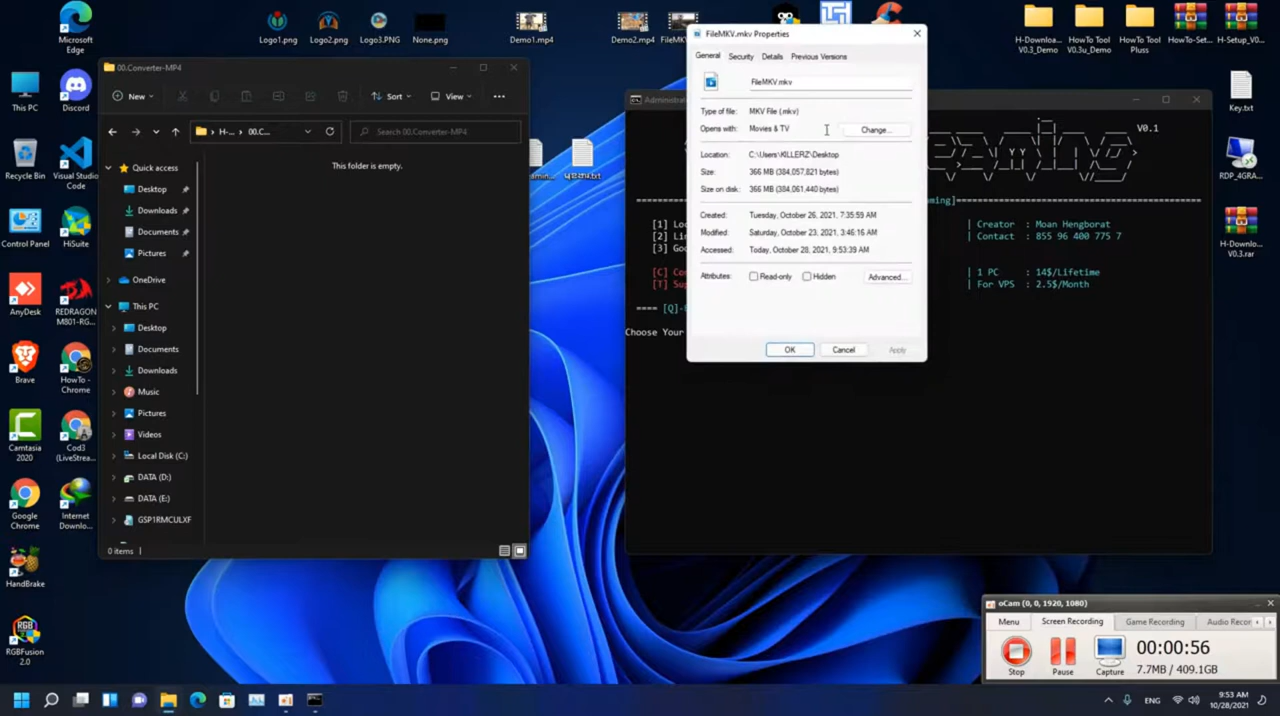 Microsoft
Edge
Logo1.png
Logo2.png
Logo3.PNG
None.png
Demo1.mp4
Demo2.mp4
H-Downloa...
V0.3_Demo
HowTo Tool
V0.3u_Demo
HowTo Tool
Pluss
HowTo-Set...
H-Setup_V0...
This PC
Discord
Recycle Bin
Visual Studio
Code
Control Panel
HiSuite
AnyDesk
REDRAGON
M801-RG...
Brave
HowTo -
Chrome
Camtasia
2020
Cod3
(LiveStrea...
Google
Chrome
Internet
Downlo...
HandBrake
RGBFusion
2.0
Key.txt
RDP_4GRA...
H-Downlo...
V0.3.rar
00.Converter-MP4
New
Sort
View
H-...
00.C...
Search 00.Converter-MP4
This folder is empty.
Quick access
Desktop
Downloads
Documents
Pictures
OneDrive
This PC
Desktop
Documents
Downloads
Music
Pictures
Videos
Local Disk (C:)
DATA (D:)
DATA (E:)
GSP1RMCULXF
0 items
FileMKV.mkv Properties
General
Security
Details
Previous Versions
FileMKV.mkv
Type of file: MKV File (.mkv)
Opens with: Movies & TV
Change...
Location: C:\Users\KILLERZ\Desktop
Size: 366 MB (384,057,821 bytes)
Size on disk: 366 MB (384,061,440 bytes)
Created: Tuesday, October 26, 2021, 7:35:59 AM
Modified: Saturday, October 23, 2021, 3:46:16 AM
Accessed: Today, October 28, 2021, 9:53:39 AM
Attributes: Read-only Hidden Advanced...
OK Cancel Apply
V0.1
| Creator : Moan Hengborat
| Contact : 855 96 400 775 7
| 1 PC : 14$/Lifetime
| For VPS : 2.5$/Month
[1] Lo
[2] Li
[3] Go
[C] Co
[T] Su
==== [Q]-
Choose Your
oCam (0, 0, 1920, 1080)
Menu
Screen Recording
Game Recording
Audio Recor
Stop
Pause
Capture
00:00:56
7.7MB / 409.1GB
ENG
9:53 AM
10/28/2021